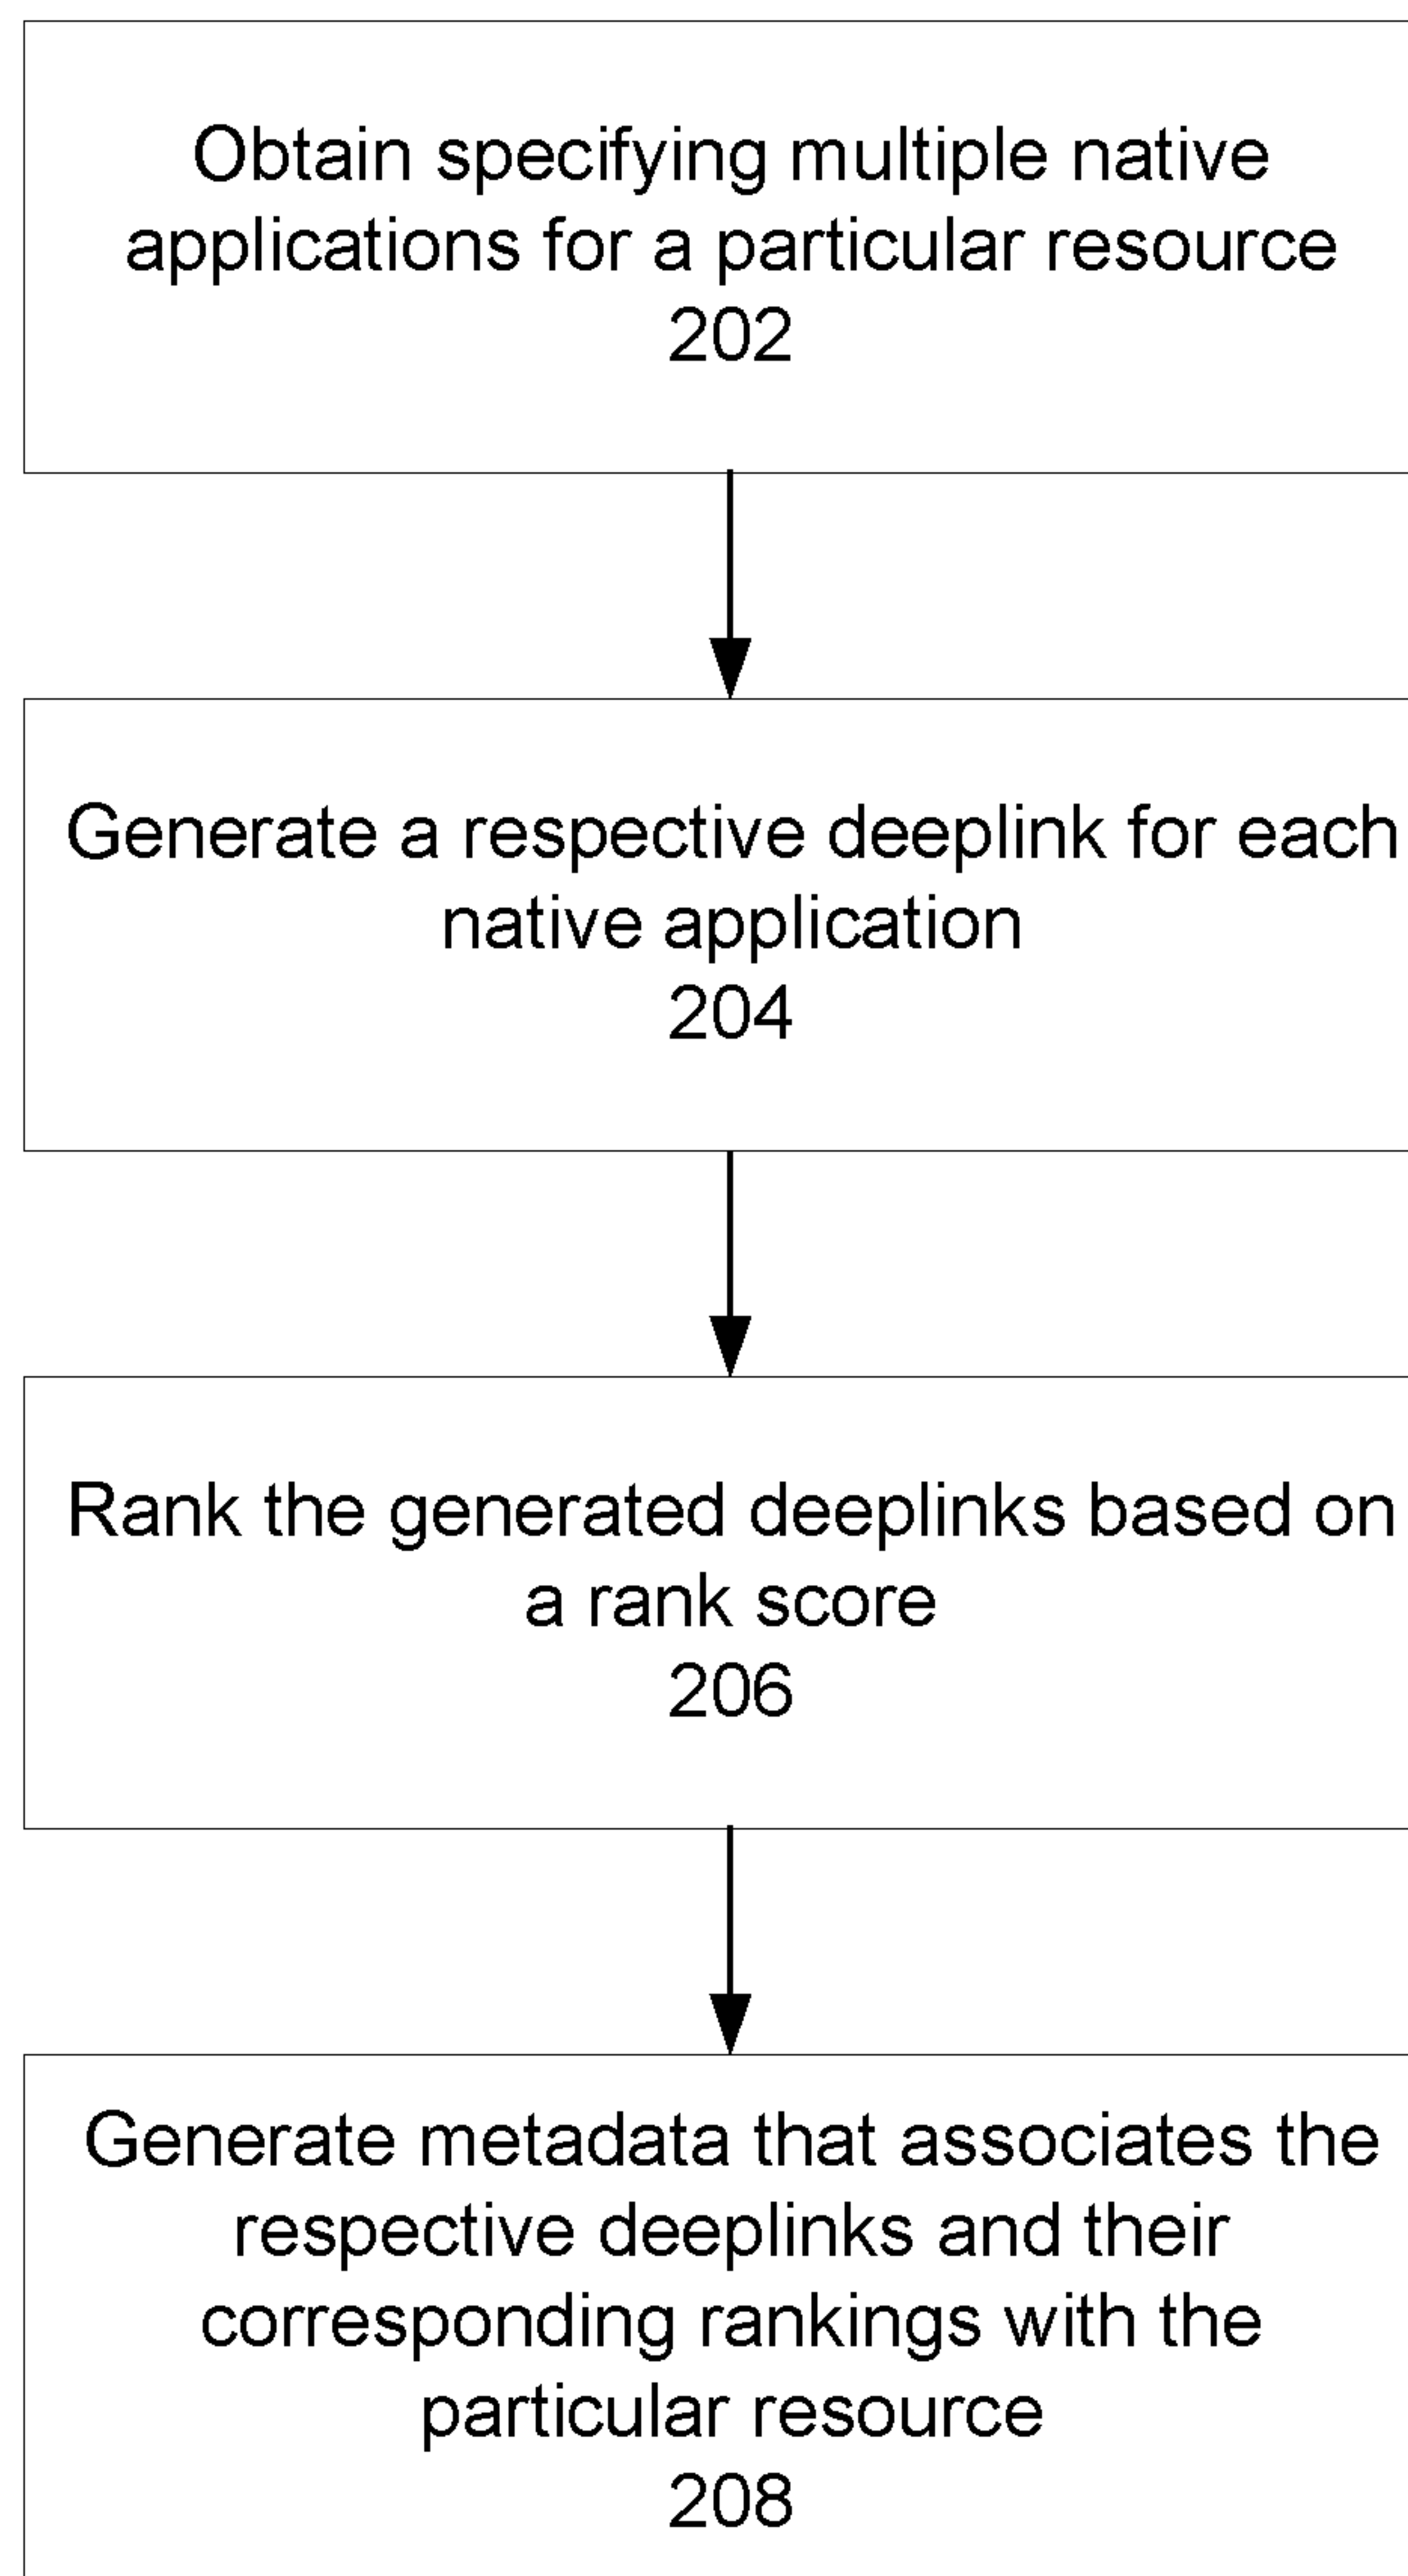 Obtain specifying multiple native
applications for a particular resource
202
Generate a respective deeplink for each
native application
204
Rank the generated deeplinks based on
a rank score
206
Generate metadata that associates the
respective deeplinks and their
corresponding rankings with the
particular resource
208